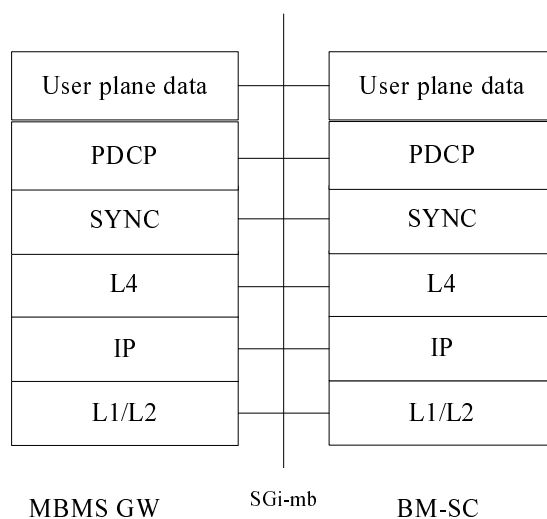 User plane data
PDCP
SYNC
L4
IP
L1/L2
MBMS GW
SGi-mb
User plane data
PDCP
SYNC
L4
IP
L1/L2
BM-SC